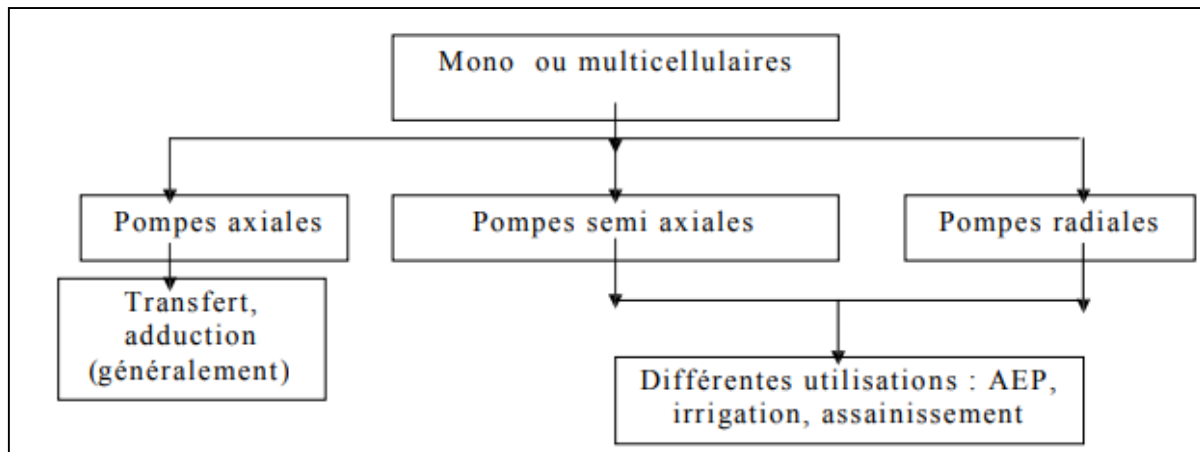 Mono ou multicellulaires
Pompes axiales
Pompes semi axiales
Pompes radiales
Transfert,
adduction
(généralement)
Différentes utilisations : AEP,
irrigation, assainissement